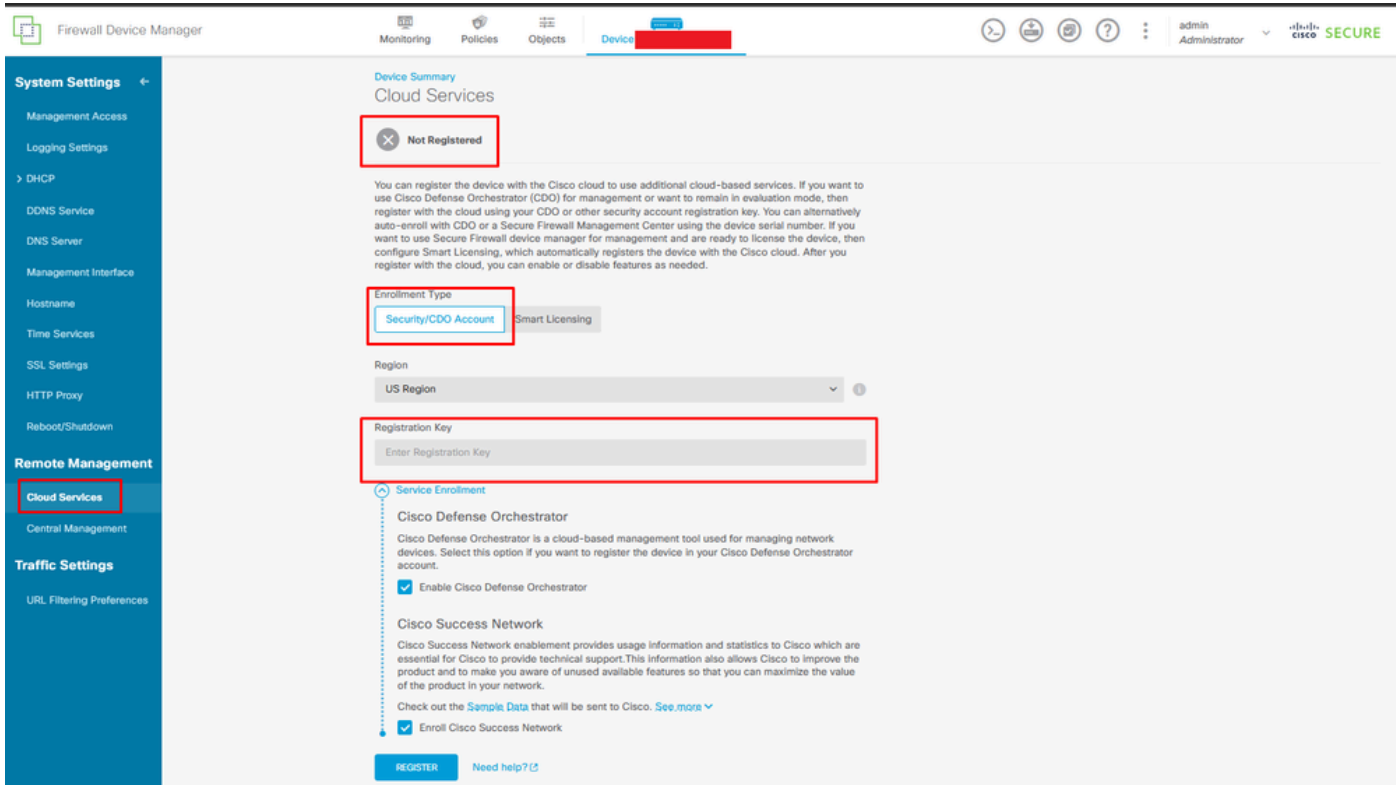 Firewall Device Manager
Monitoring
Policies
Objects
Device
admin
Administrator
cisco SECURE
System Settings
Management Access
Logging Settings
DHCP
DDNS Service
DNS Server
Management Interface
Hostname
Time Services
SSL Settings
HTTP Proxy
Reboot/Shutdown
Remote Management
Cloud Services
Central Management
Traffic Settings
URL Filtering Preferences
Device Summary
Cloud Services
Not Registered
You can register the device with the Cisco cloud to use additional cloud-based services. If you want to
use Cisco Defense Orchestrator (CDO) for management or want to remain in evaluation mode, then
register with the cloud using your CDO or other security account registration key. You can alternatively
auto-enroll with CDO or a Secure Firewall Management Center using the device serial number. If you
want to use Secure Firewall device manager for management and are ready to license the device, then
configure Smart Licensing, which automatically registers the device with the Cisco cloud. After you
register with the cloud, you can enable or disable features as needed.
Enrollment Type
Security/CDO Account
Smart Licensing
Region
US Region
Registration Key
Enter Registration Key
Service Enrollment
Cisco Defense Orchestrator
Cisco Defense Orchestrator is a cloud-based management tool used for managing network
devices. Select this option if you want to register the device in your Cisco Defense Orchestrator
account.
Enable Cisco Defense Orchestrator
Cisco Success Network
Cisco Success Network enablement provides usage information and statistics to Cisco which are
essential for Cisco to provide technical support.This information also allows Cisco to improve the
product and to make you aware of unused available features so that you can maximize the value
of the product in your network.
Check out the Sample Data that will be sent to Cisco. See more
Enroll Cisco Success Network
REGISTER
Need help?